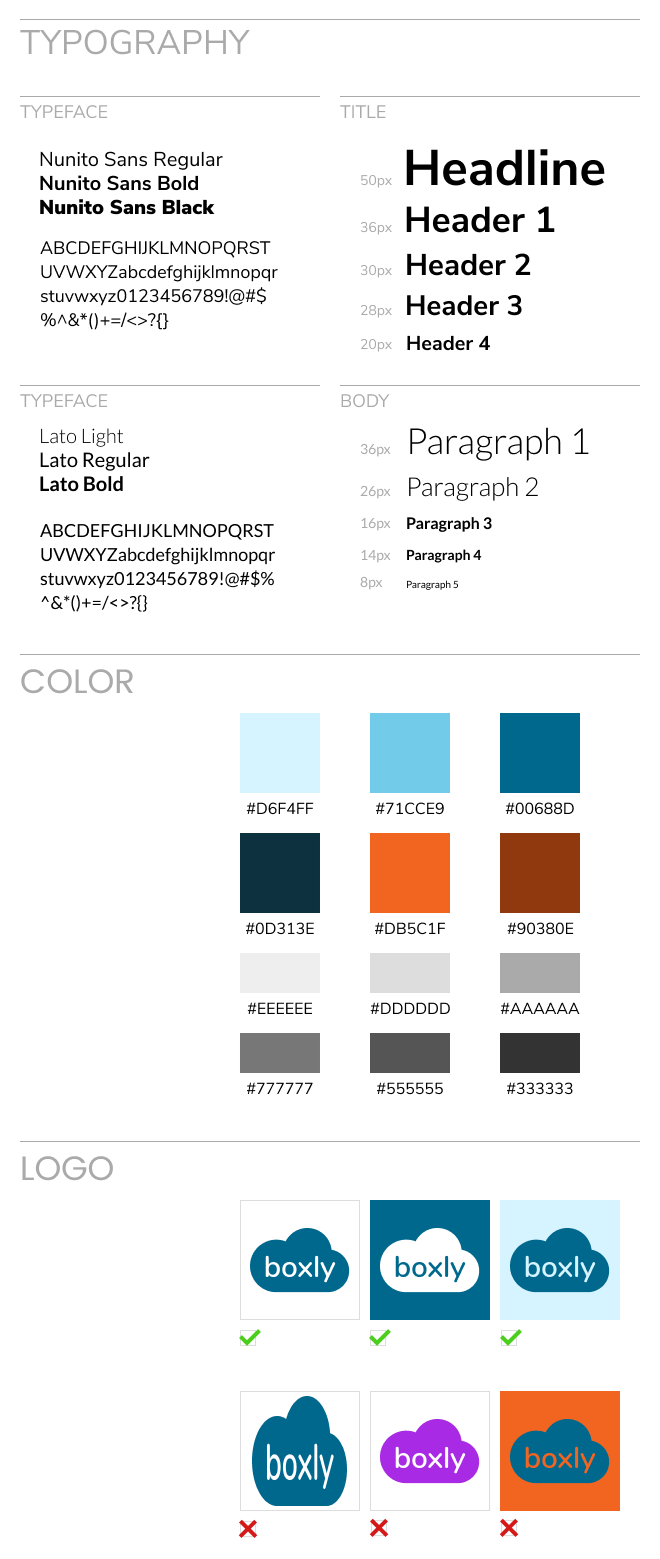 TYPOGRAPHY
TYPEFACE
Nunito Sans Regular
Nunito Sans Bold
Nunito Sans Black
ABCDEFGHIJKLMNOPQRST
UVWXYZabcdefghijklmnopqr
stuvwxyz0123456789!@#$
%^&*()+=/<>?{}
TITLE
50px Headline
36px Header 1
30px Header 2
28px Header 3
20px Header 4
TYPEFACE
Lato Light
Lato Regular
Lato Bold
ABCDEFGHIJKLMNOPQRST
UVWXYZabcdefghijklmnopqr
stuvwxyz0123456789!@#$%
^&*()+=/<>?{}
BODY
36px Paragraph 1
26px Paragraph 2
16px Paragraph 3
14px Paragraph 4
8px Paragraph 5
COLOR
#D6F4FF #71CCE9 #00688D
#0D313E #DB5C1F #90380E
#EEEEEE #DDDDDD #AAAAAA
#777777 #555555 #333333
LOGO
boxly boxly boxly
boxly boxly boxly